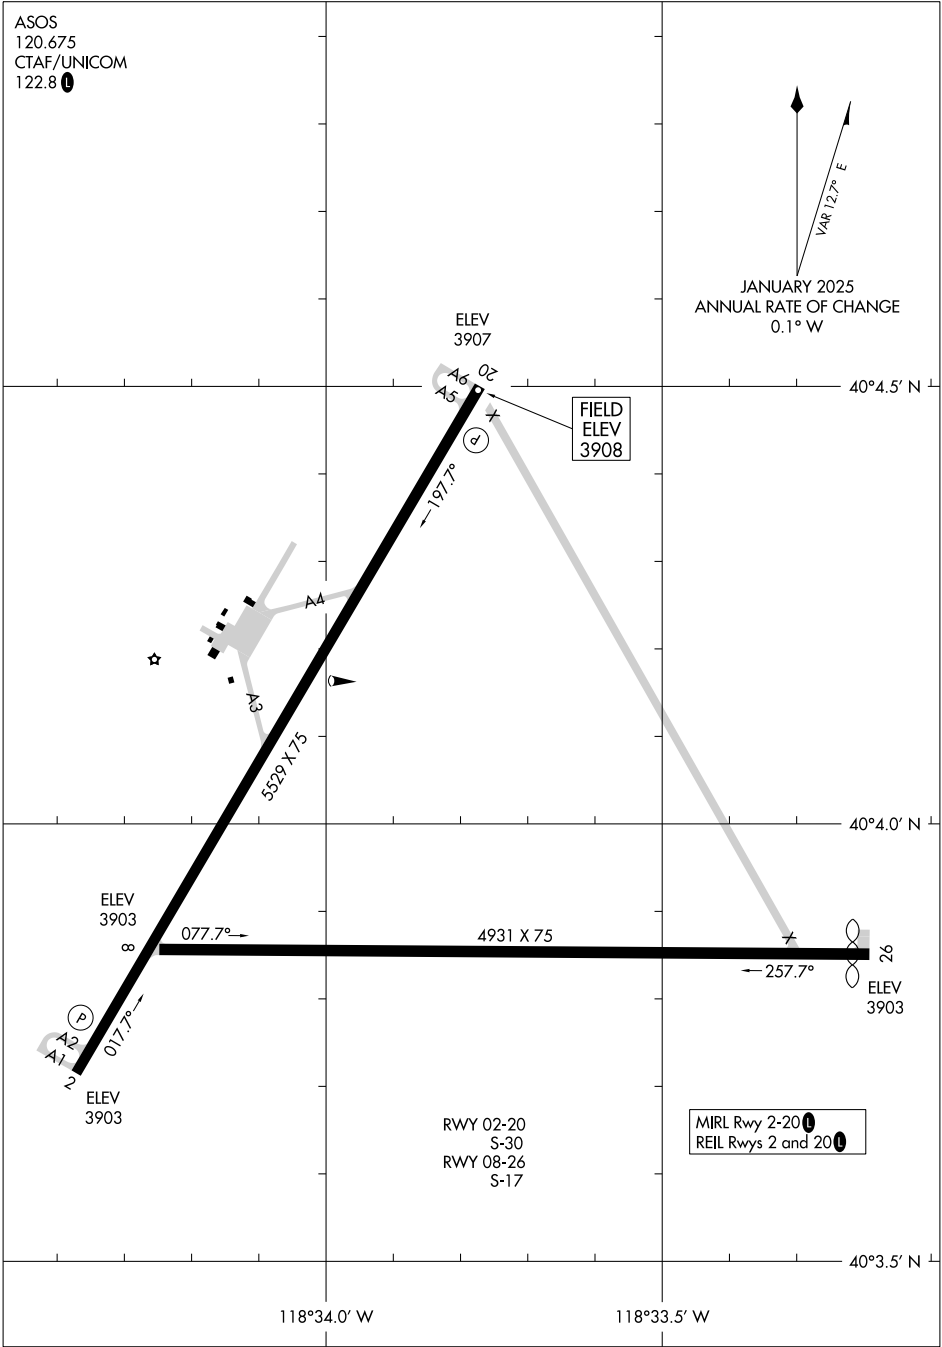 ASOS
120.675
CTAF/UNICOM
122.8 L
VAR 12.7° E
JANUARY 2025
ANNUAL RATE OF CHANGE
0.1° W
ELEV
3907
20
A6
A5
40°4.5' N
FIELD
ELEV
3908
P
197.7°
A4
A3
5529 X 75
40°4.0' N
ELEV
3903
8
077.7°
4931 X 75
257.7°
26
ELEV
3903
P
017.7°
A2
A1
2
ELEV
3903
RWY 02-20
S-30
RWY 08-26
S-17
MIRL Rwy 2-20 L
REIL Rwys 2 and 20 L
40°3.5' N
118°34.0' W
118°33.5' W